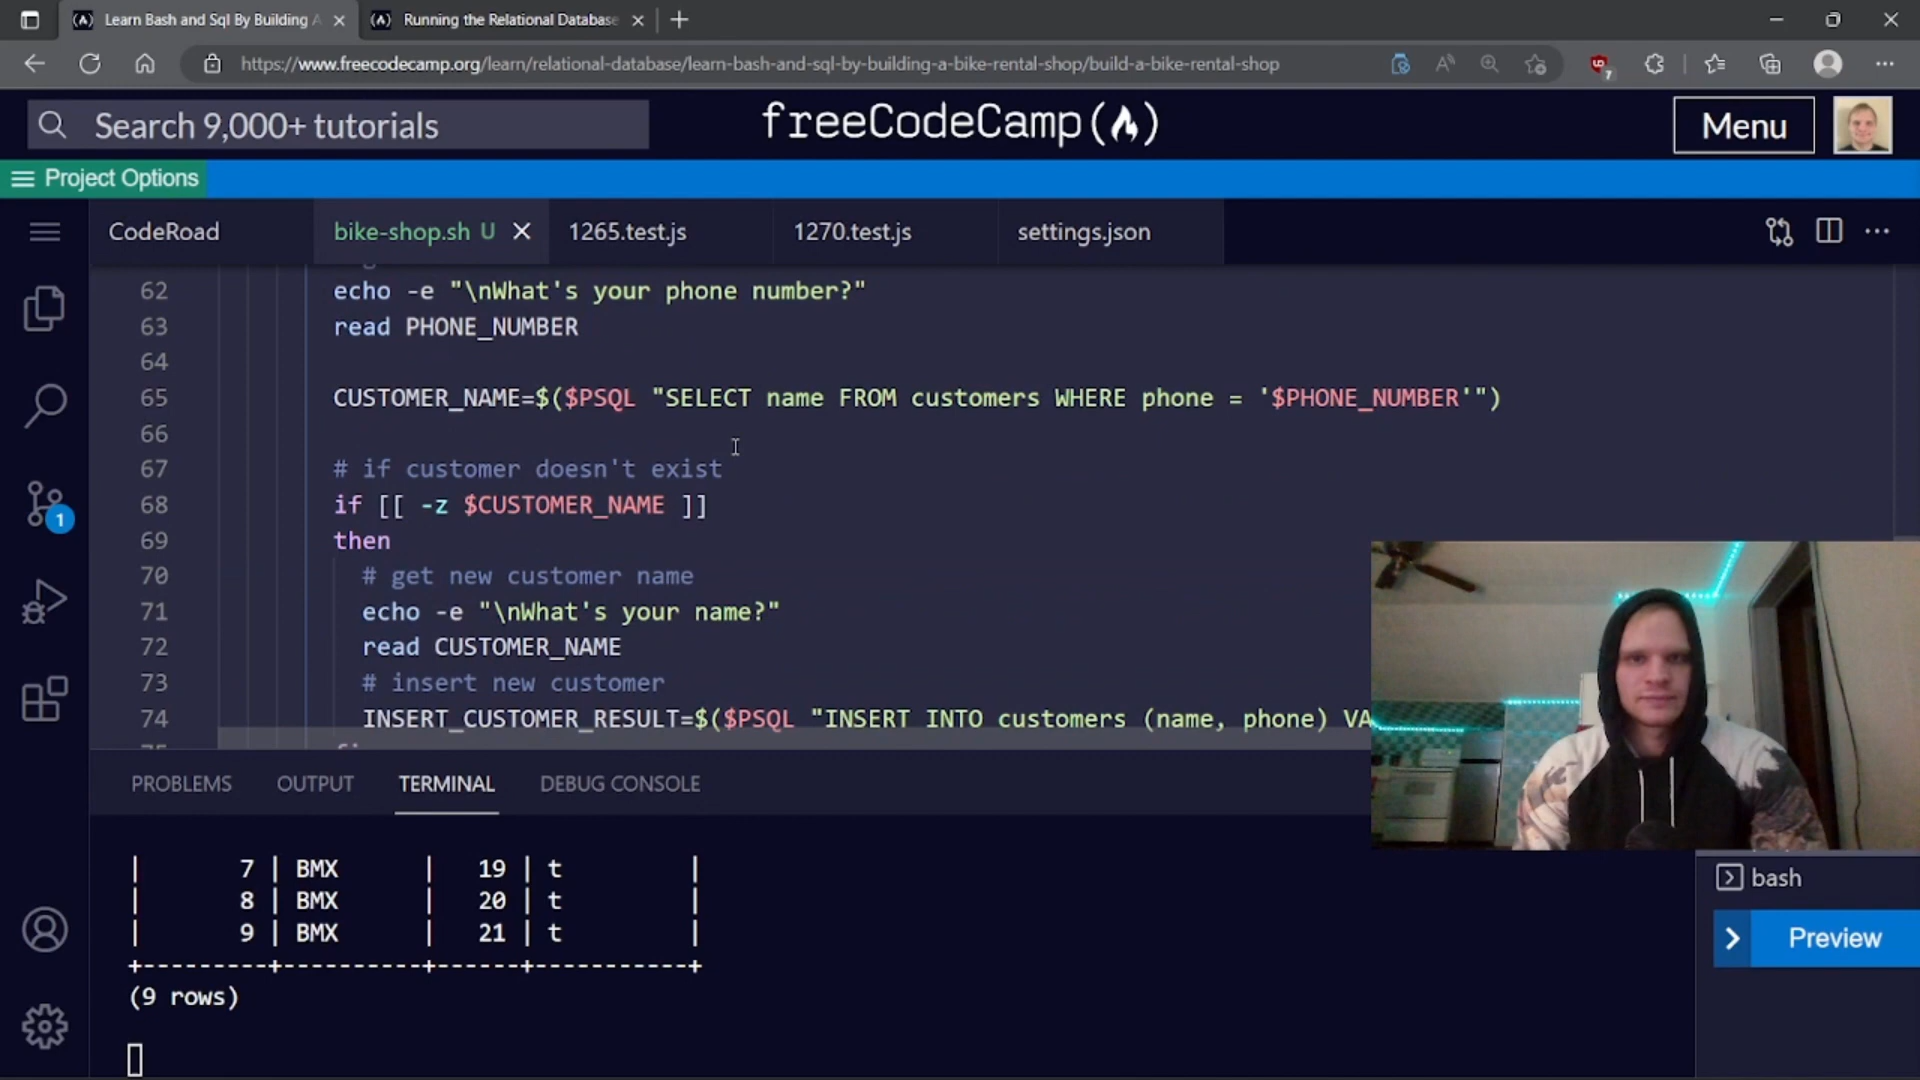 Learn Bash and Sql By Building A
Running the Relational Database
https://www.freecodecamp.org/learn/relational-database/learn-bash-and-sql-by-building-a-bike-rental-shop/build-a-bike-rental-shop
7
Search 9,000+ tutorials
freeCodeCamp
Menu
Project Options
CodeRoad
bike-shop.sh U
1265.test.js
1270.test.js
settings.json
62 echo -e "\nWhat's your phone number?"
63 read PHONE_NUMBER
64
65 CUSTOMER_NAME=$($PSQL "SELECT name FROM customers WHERE phone = '$PHONE_NUMBER'")
66
67 # if customer doesn't exist
68 if [[ -z $CUSTOMER_NAME ]]
69 then
70 # get new customer name
71 echo -e "\nWhat's your name?"
72 read CUSTOMER_NAME
73 # insert new customer
74 INSERT_CUSTOMER_RESULT=$($PSQL "INSERT INTO customers (name, phone) VA
1
PROBLEMS
OUTPUT
TERMINAL
DEBUG CONSOLE
| 7 | BMX | 19 | t |
| 8 | BMX | 20 | t |
| 9 | BMX | 21 | t |
+---------+----------+------+-----------+
(9 rows)
bash
Preview